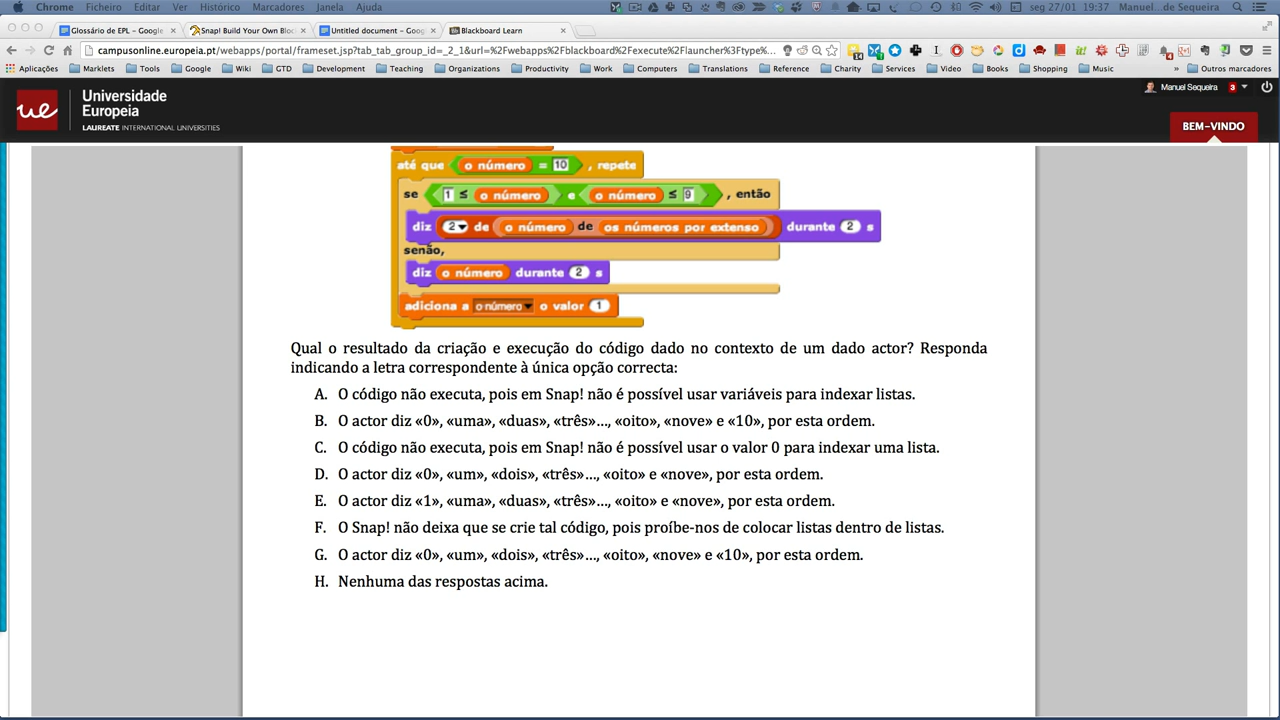 Chrome Ficheiro Editar Ver Histórico Marcadores Janela Ajuda seg 27/01 19:37 Manuel de Sequeira
Glossário de EPL – Google Snap! Build Your Own Bloc Untitled document – Goog Blackboard Learn
campusonline.europeia.pt/webapps/portal/frameset.jsp?tab_tab_group_id=_2_1&url=%2Fwebapps%2Fblackboard%2Fexecute%2Flauncher%3Ftype%...
Aplicações Marklets Tools Google Wiki GTD Development Teaching Organizations Productivity Work Computers Translations Reference Charity Services Video Books Shopping Music » Outros marcadores
Manuel Sequeira 3
Universidade
Europeia
LAUREATE INTERNATIONAL UNIVERSITIES
ue
BEM-VINDO
até que o número = 10 , repete
se 1 ≤ o número e o número ≤ 9 , então
diz 2 de o número de os números por extenso durante 2 s
senão,
diz o número durante 2 s
adiciona a o número o valor 1
Qual o resultado da criação e execução do código dado no contexto de um dado actor? Responda
indicando a letra correspondente à única opção correcta:
A. O código não executa, pois em Snap! não é possível usar variáveis para indexar listas.
B. O actor diz «0», «uma», «duas», «três»…, «oito», «nove» e «10», por esta ordem.
C. O código não executa, pois em Snap! não é possível usar o valor 0 para indexar uma lista.
D. O actor diz «0», «um», «dois», «três»…, «oito» e «nove», por esta ordem.
E. O actor diz «1», «uma», «duas», «três»…, «oito» e «nove», por esta ordem.
F. O Snap! não deixa que se crie tal código, pois proíbe-nos de colocar listas dentro de listas.
G. O actor diz «0», «um», «dois», «três»…, «oito», «nove» e «10», por esta ordem.
H. Nenhuma das respostas acima.